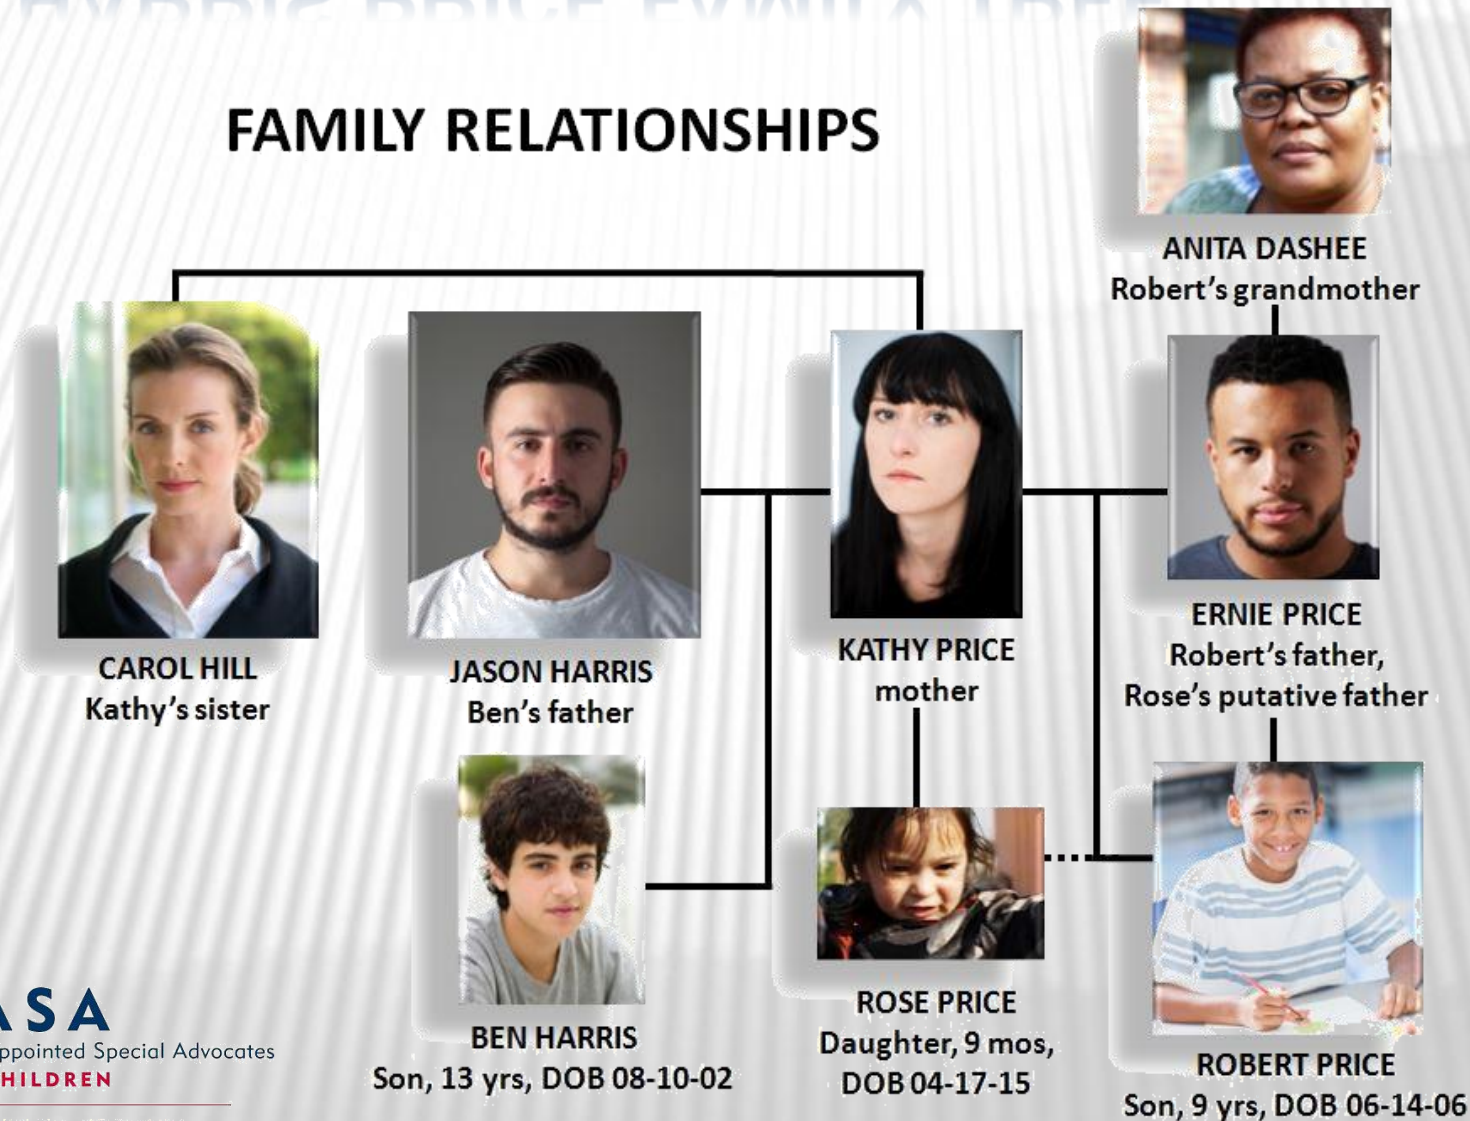 FAMILY RELATIONSHIPS
ANITA DASHEE
Robert's grandmother
CAROL HILL
Kathy's sister
JASON HARRIS
Ben's father
KATHY PRICE
mother
ERNIE PRICE
Robert's father,
Rose's putative father
BEN HARRIS
Son, 13 yrs, DOB 08-10-02
ROSE PRICE
Daughter, 9 mos,
DOB 04-17-15
ROBERT PRICE
Son, 9 yrs, DOB 06-14-06
ASA
ppointed Special Advocates
HILDREN